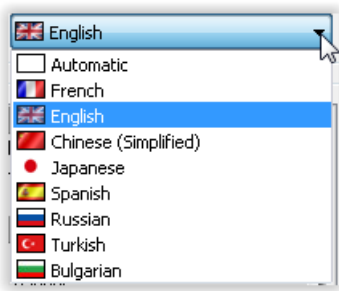 English
Automatic
French
English
Chinese (Simplified)
Japanese
Spanish
Russian
Turkish
Bulgarian